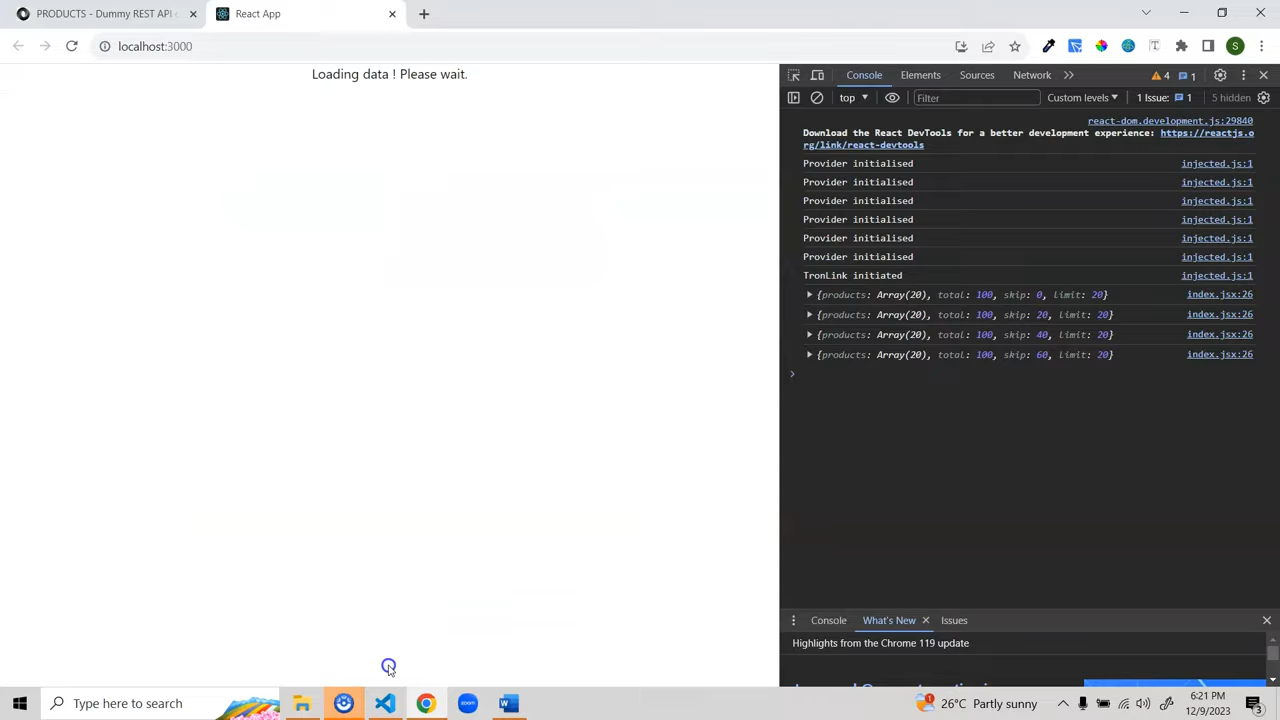 PRODUCTS - Dummy REST API
React App
localhost:3000
Loading data ! Please wait.
Console
Elements
Sources
Network
4
1
top
Filter
Custom levels
1 Issue:
1
5 hidden
react-dom.development.js:29840
Download the React DevTools for a better development experience: https://reactjs.o
rg/link/react-devtools
Provider initialised injected.js:1
Provider initialised injected.js:1
Provider initialised injected.js:1
Provider initialised injected.js:1
Provider initialised injected.js:1
Provider initialised injected.js:1
TronLink initiated injected.js:1
{products: Array(20), total: 100, skip: 0, limit: 20} index.jsx:26
{products: Array(20), total: 100, skip: 20, limit: 20} index.jsx:26
{products: Array(20), total: 100, skip: 40, limit: 20} index.jsx:26
{products: Array(20), total: 100, skip: 60, limit: 20} index.jsx:26
Console
What's New
Issues
Highlights from the Chrome 119 update
Type here to search
zoom
26°C Partly sunny
6:21 PM
12/9/2023
3